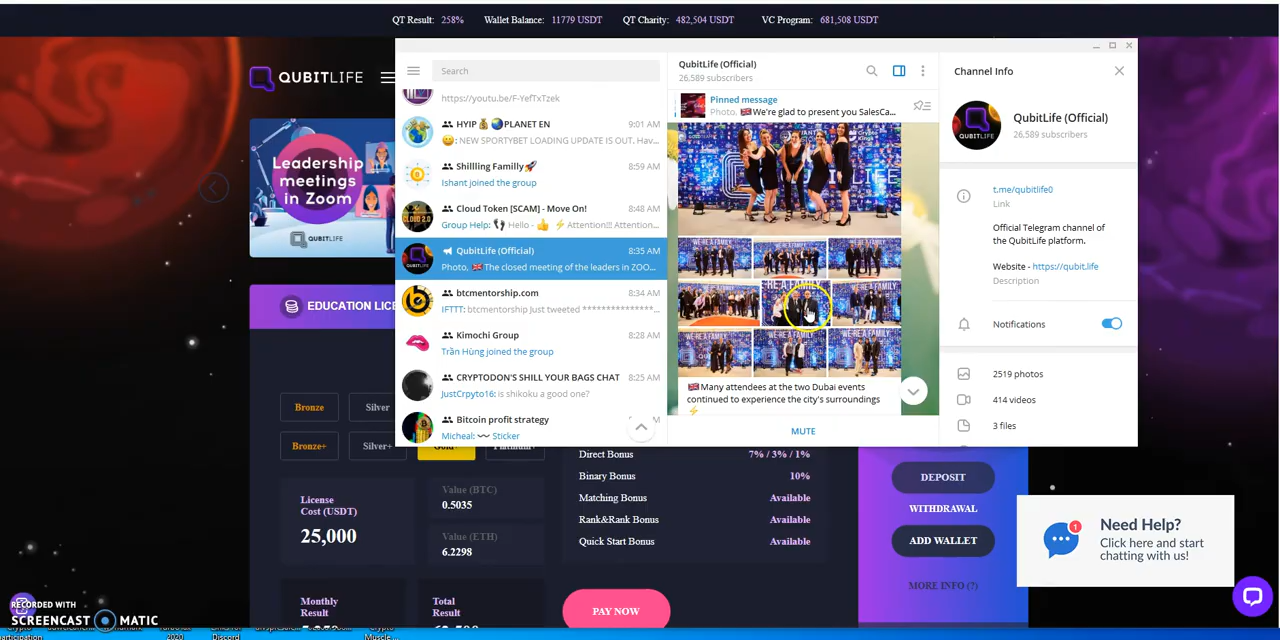 QT Result: 258% Wallet Balance: 11779 USDT QT Charity: 482,504 USDT VC Program: 681,508 USDT
QUBITLIFE
Leadership
meetings
in Zoom
QUBITLIFE
EDUCATION LICE
Bronze
Silver
Bronze+
Silver+
License
Cost (USDT)
25,000
Value (BTC)
0.5035
Value (ETH)
6.2298
Monthly
Result
Total
Result
Search
https://youtu.be/F-YefTxTzek
HYIP 💰 🌎PLANET EN 9:01 AM
😀: NEW SPORTYBET LOADING UPDATE IS OUT. Hav...
Shillling Familly🚀 8:59 AM
Ishant joined the group
Cloud Token [SCAM] - Move On! 8:48 AM
Group Help: 👣 Hello - 👍 ⚡Attention!!! Attention...
QubitLife (Official) 8:35 AM
Photo, 🇬🇧The closed meeting of the leaders in ZOO...
btcmentorship.com 8:34 AM
IFTTT: btcmentorship Just tweeted **************...
Kimochi Group 8:28 AM
Trần Hùng joined the group
CRYPTODON'S SHILL YOUR BAGS CHAT 8:25 AM
JustCrpyto16: is shikoku a good one?
Bitcoin profit strategy
Micheal: 〰 Sticker
QubitLife (Official)
26,589 subscribers
Pinned message
Photo, 🇬🇧We're glad to present you SalesCa...
WE'RE A FAMILY
🇬🇧Many attendees at the two Dubai events
continued to experience the city's surroundings
⚡
MUTE
Channel Info
QUBITLIFE
QubitLife (Official)
26,589 subscribers
t.me/qubitlife0
Link
Official Telegram channel of
the QubitLife platform.
Website - https://qubit.life
Description
Notifications
2519 photos
414 videos
3 files
Direct Bonus 7% / 3% / 1%
Binary Bonus 10%
Matching Bonus Available
Rank&Rank Bonus Available
Quick Start Bonus Available
PAY NOW
DEPOSIT
WITHDRAWAL
ADD WALLET
MORE INFO (?)
1
Need Help?
Click here and start
chatting with us!
RECORDED WITH
SCREENCAST MATIC